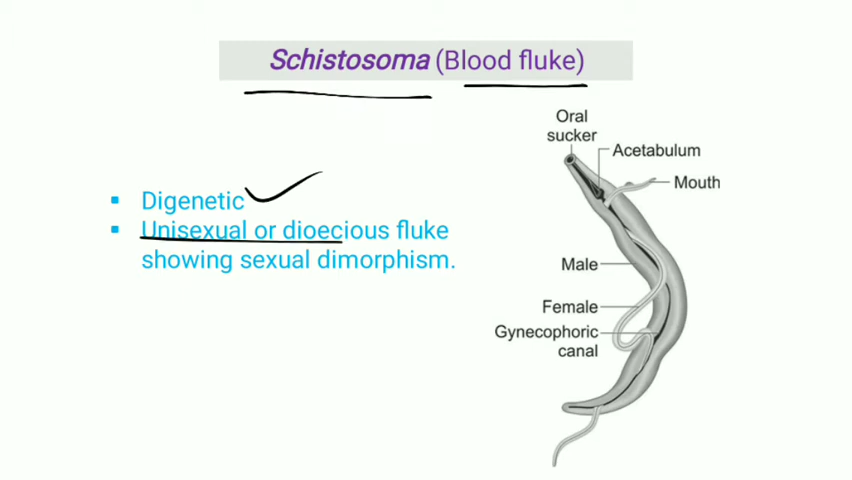 Schistosoma (Blood fluke)
Oral
sucker
Acetabulum
Mouth
▪ Digenetic
▪ Unisexual or dioecious fluke
showing sexual dimorphism.
Male
Female
Gynecophoric
canal